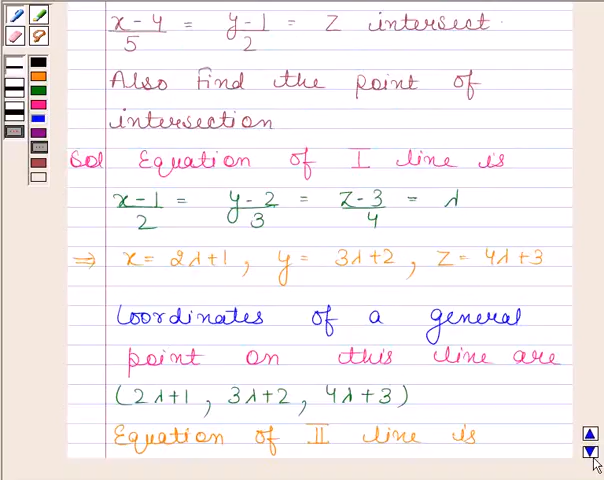 x-4/5 = y-1/2 = z intersect.
Also Find the point of
intersection
Sol Equation of I line is
x-1/2 = y-2/3 = z-3/4 = λ
⇒ x = 2λ+1, y = 3λ+2, z = 4λ+3
Coordinates of a general
point on this line are
(2λ+1, 3λ+2, 4λ+3)
Equation of II line is